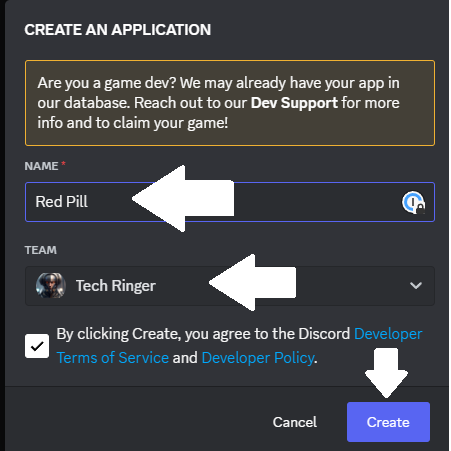 CREATE AN APPLICATION
Are you a game dev? We may already have your app in
our database. Reach out to our Dev Support for more
info and to claim your game!
NAME *
Red Pill
TEAM
Tech Ringer
By clicking Create, you agree to the Discord Developer
Terms of Service and Developer Policy.
Cancel
Create